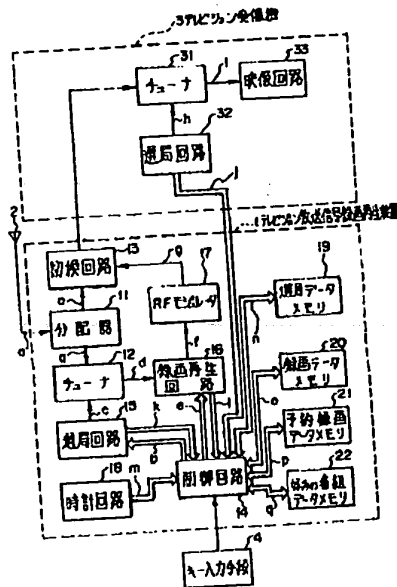 3テレビジョン受像機
31
チューナ
l
33
映像回路
h
32
選局回路
j
1テレビジョン放送信号録画再生装置
2
13
切換回路
g
17
RFモジュレタ
19
選局データ
メモリ
a
11
分配器
a
a
12
チューナ
d
16
録画再生
回路
f
n
20
録画データ
メモリ
c
e
i
o
15
選局回路
k
b
21
予約録画
データメモリ
p
18
時計回路
m
制御回路
14
22
好みの番組
データメモリ
q
4
キー入力手段